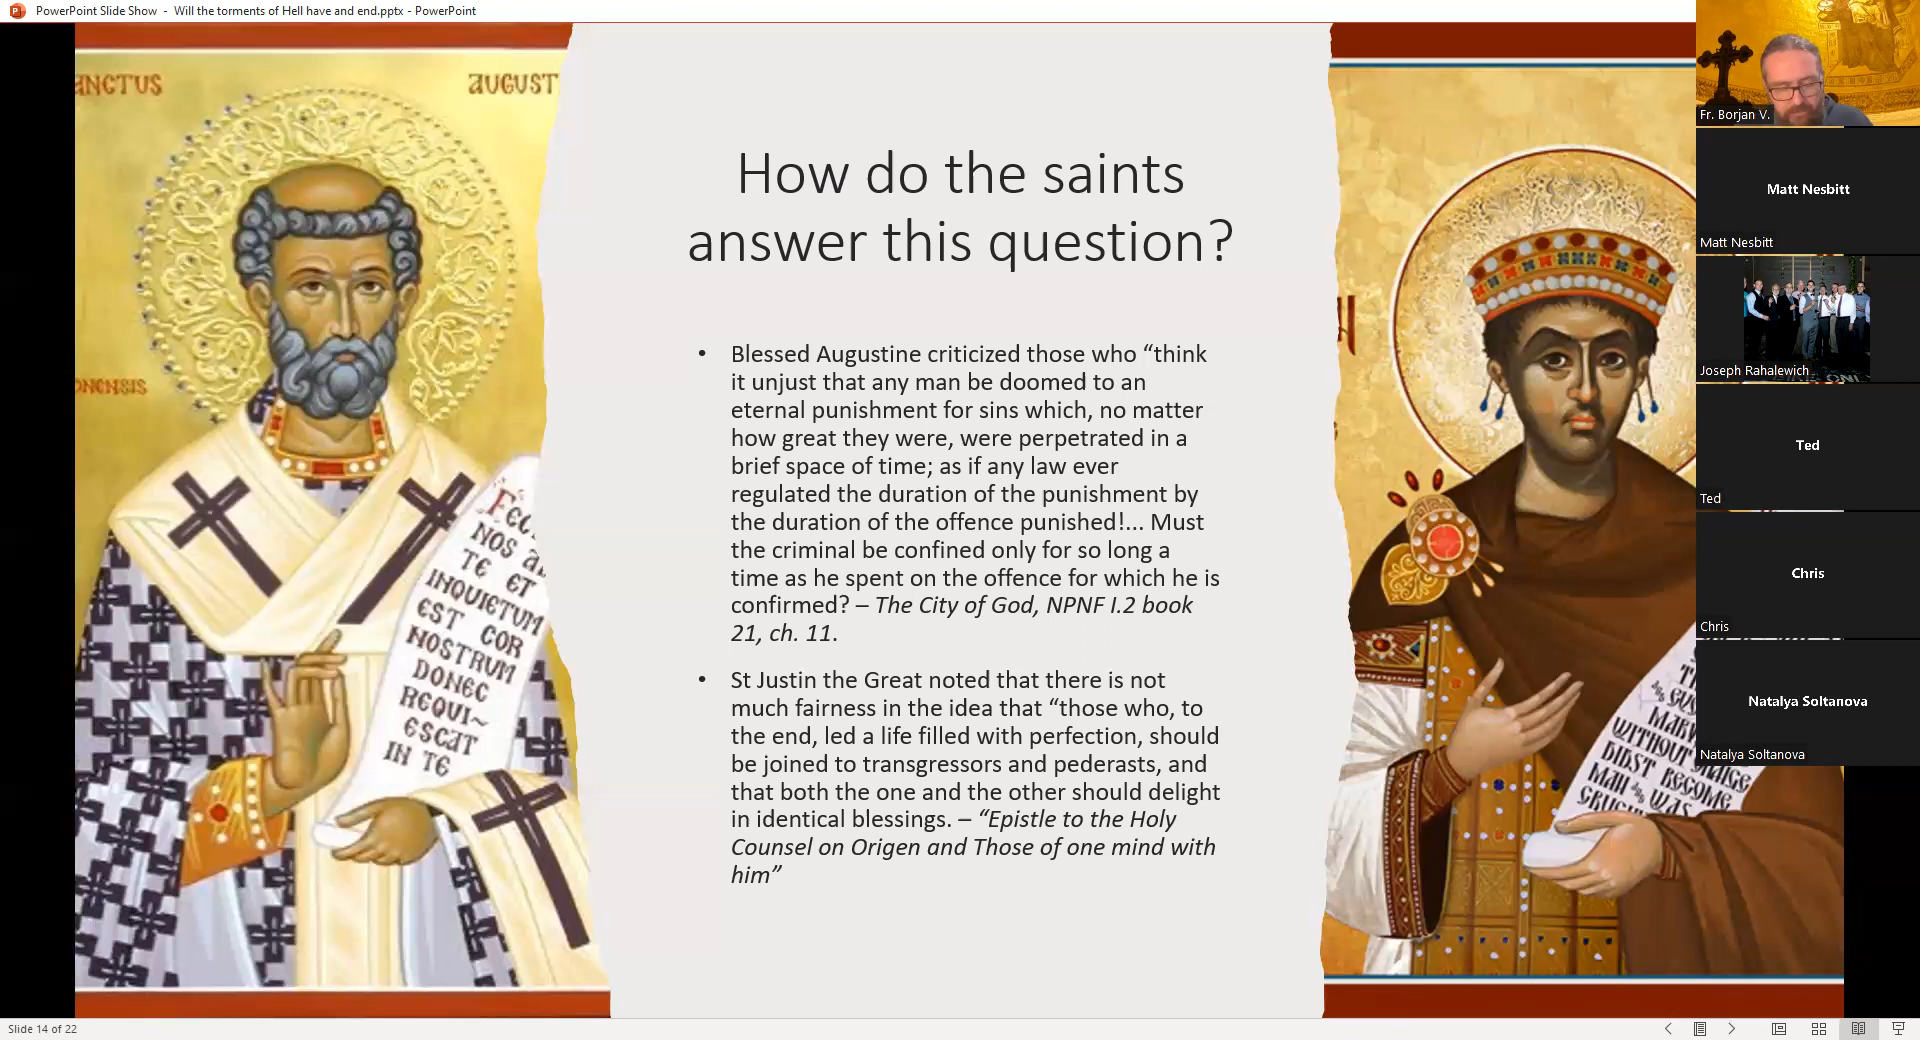 PowerPoint Slide Show - Will the torments of Hell have and end.pptx - PowerPoint
ANCTUS
AUGUST
ONENSIS
FEC
NOS A
TE ET
INQUIETUM
EST COR
NOSTRUM
DONEC
REQUI~
ESCAT
IN TE
How do the saints
answer this question?
• Blessed Augustine criticized those who “think
it unjust that any man be doomed to an
eternal punishment for sins which, no matter
how great they were, were perpetrated in a
brief space of time; as if any law ever
regulated the duration of the punishment by
the duration of the offence punished!... Must
the criminal be confined only for so long a
time as he spent on the offence for which he is
confirmed? – The City of God, NPNF I.2 book
21, ch. 11.
• St Justin the Great noted that there is not
much fairness in the idea that “those who, to
the end, led a life filled with perfection, should
be joined to transgressors and pederasts, and
that both the one and the other should delight
in identical blessings. – “Epistle to the Holy
Counsel on Origen and Those of one mind with
him”
WITHOUT
DIDST BECOME
MAN
WAS
Fr. Borjan V.
Matt Nesbitt
Matt Nesbitt
Joseph Rahalewich
Ted
Ted
Chris
Chris
Natalya Soltanova
Natalya Soltanova
Slide 14 of 22